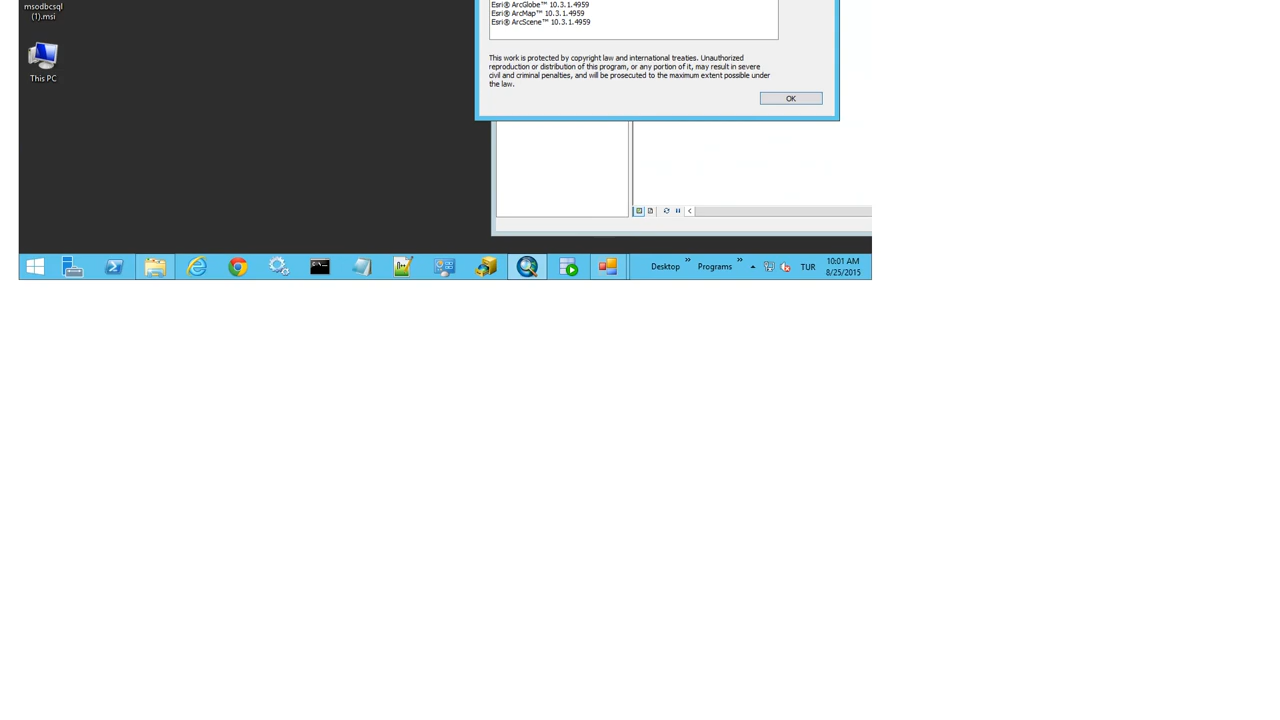 msodbcsql
(1).msi
This PC
Esri® ArcGlobe™ 10.3.1.4959
Esri® ArcMap™ 10.3.1.4959
Esri® ArcScene™ 10.3.1.4959
This work is protected by copyright law and international treaties. Unauthorized
reproduction or distribution of this program, or any portion of it, may result in severe
civil and criminal penalties, and will be prosecuted to the maximum extent possible under
the law.
OK
Desktop » Programs » TUR 10:01 AM
8/25/2015